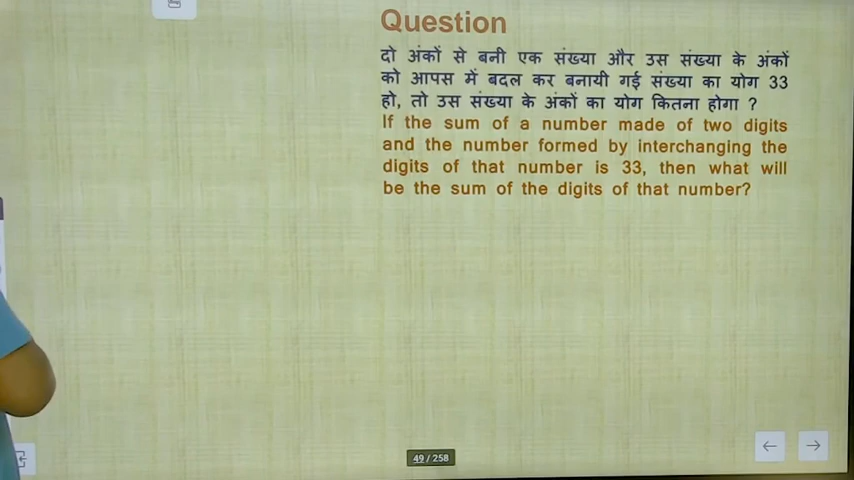 Question
दो अंकों से बनी एक संख्या और उस संख्या के अंकों
को आपस में बदल कर बनायी गई संख्या का योग 33
हो, तो उस संख्या के अंकों का योग कितना होगा ?
If the sum of a number made of two digits
and the number formed by interchanging the
digits of that number is 33, then what will
be the sum of the digits of that number?
49 / 258